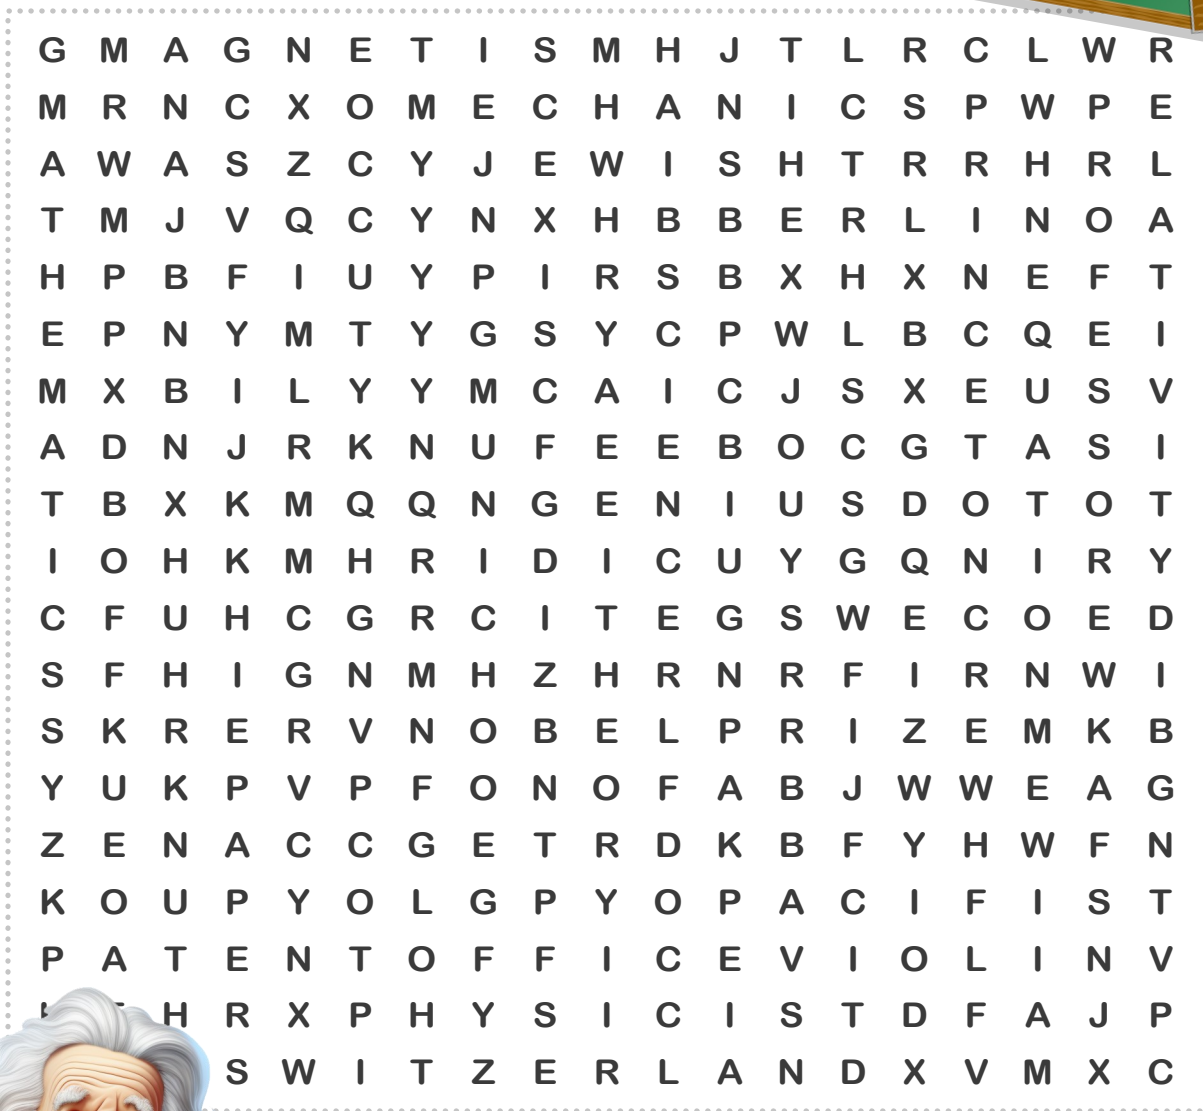 G M A G N E T I S M H J T L R C L W R
M R N C X O M E C H A N I C S P W P E
A W A S Z C Y J E W I S H T R R H R L
T M J V Q C Y N X H B B E R L I N O A
H P B F I U Y P I R S B X H X N E F T
E P N Y M T Y G S Y C P W L B C Q E I
M X B I L Y Y M C A I C J S X E U S V
A D N J R K N U F E E B O C G T A S I
T B X K M Q Q N G E N I U S D O T O T
I O H K M H R I D I C U Y G Q N I R Y
C F U H C G R C I T E G S W E C O E D
S F H I G N M H Z H R N R F I R N W I
S K R E R V N O B E L P R I Z E M K B
Y U K P V P F O N O F A B J W W E A G
Z E N A C C G E T R D K B F Y H W F N
K O U P Y O L G P Y O P A C I F I S T
P A T E N T O F F I C E V I O L I N V
H R X P H Y S I C I S T D F A J P
S W I T Z E R L A N D X V M X C